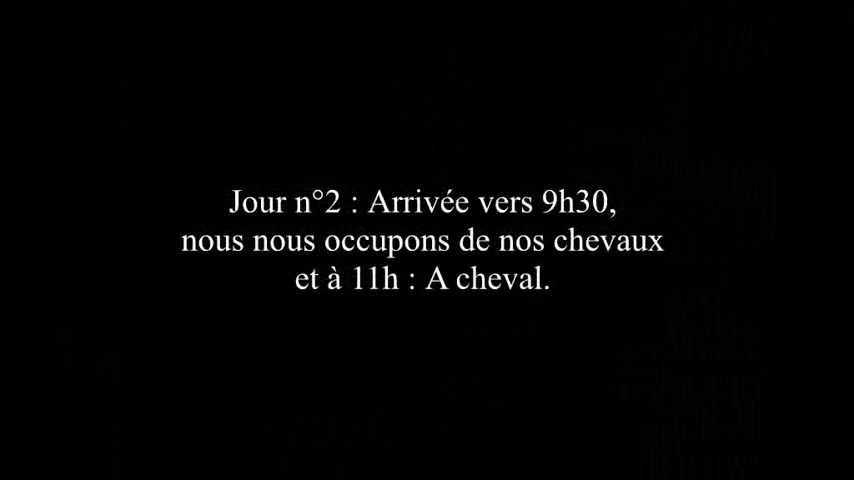 Jour n°2 : Arrivée vers 9h30,
nous nous occupons de nos chevaux
et à 11h : A cheval.